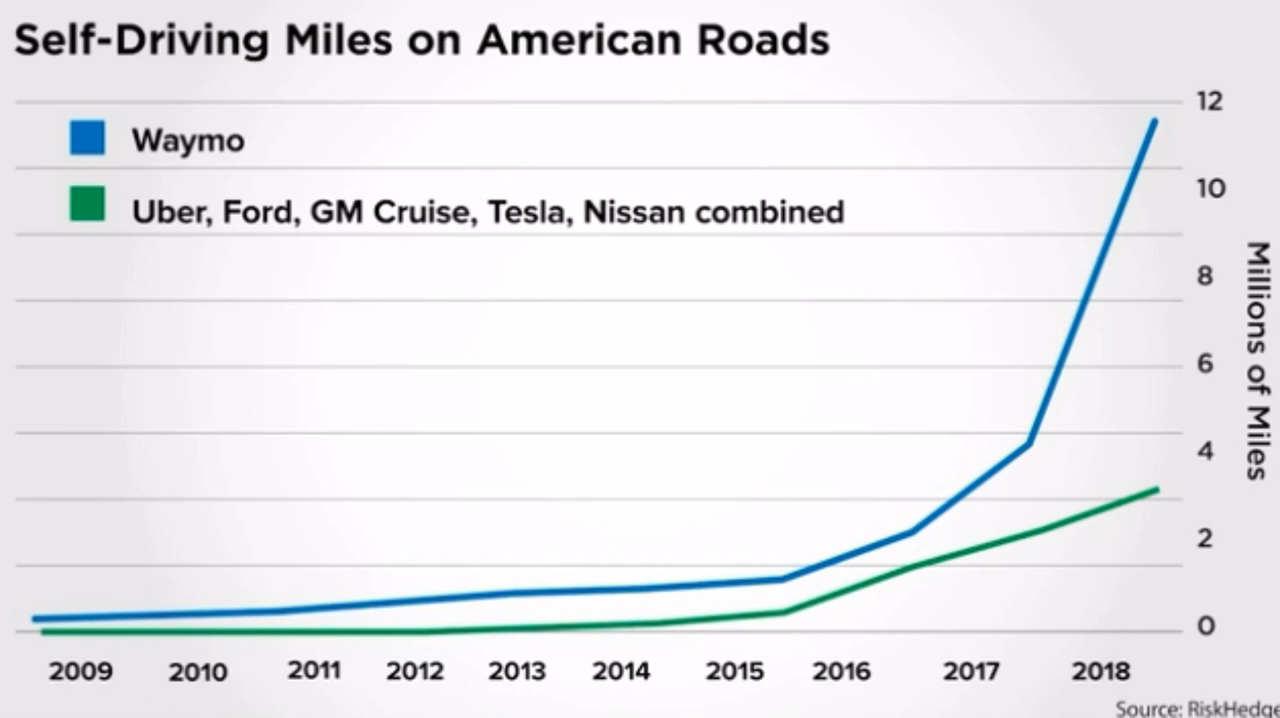 Self-Driving Miles on American Roads
Waymo
Uber, Ford, GM Cruise, Tesla, Nissan combined
12
10
8
6
4
2
0
Millions of Miles
2009 2010 2011 2012 2013 2014 2015 2016 2017 2018
Source: RiskHedge